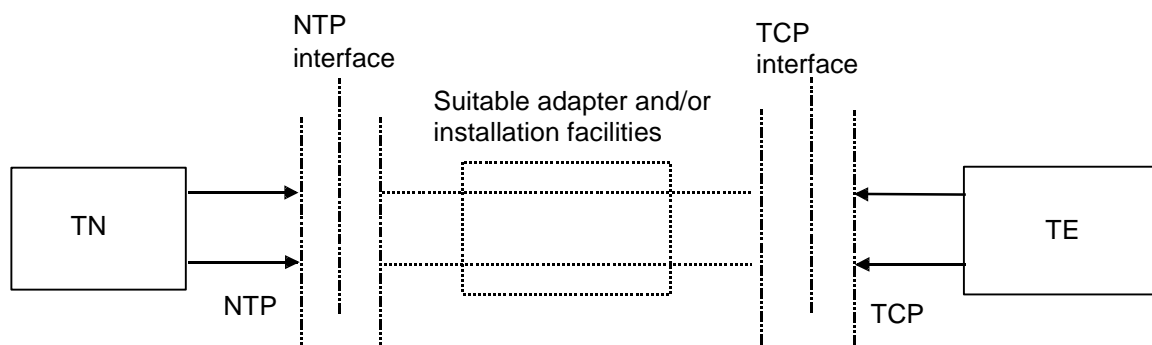 NTP
interface
TCP
interface
Suitable adapter and/or
installation facilities
TN
TE
NTP
TCP